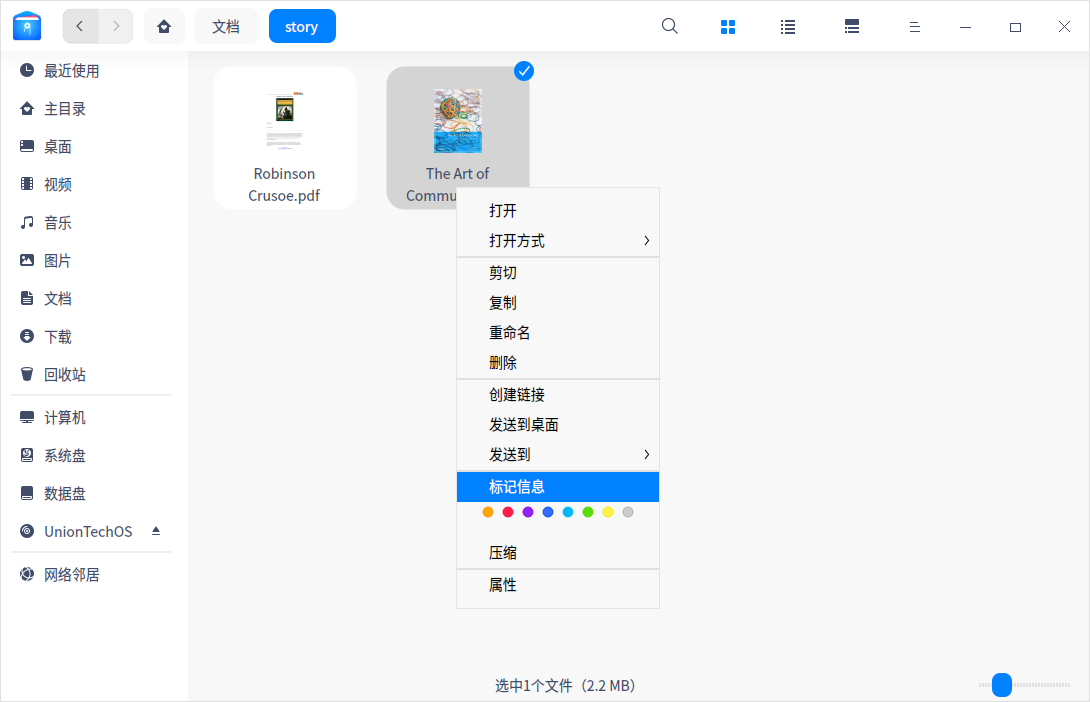 文档
story
最近使用
主目录
桌面
视频
音乐
图片
文档
下载
回收站
计算机
系统盘
数据盘
UnionTechOS
网络邻居
Robinson
Crusoe.pdf
The Art of
Commu
打开
打开方式
剪切
复制
重命名
删除
创建链接
发送到桌面
发送到
标记信息
压缩
属性
选中1个文件（2.2 MB）